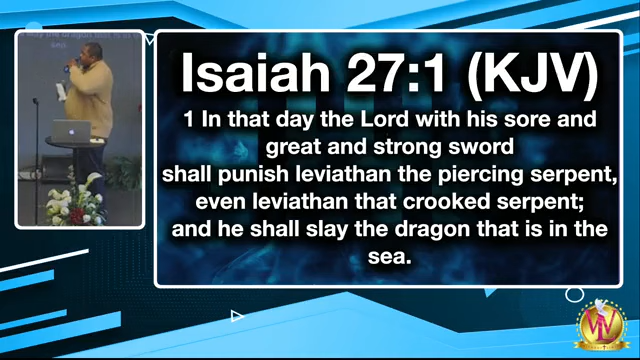 Isaiah 27:1 (KJV)
1 In that day the Lord with his sore and
great and strong sword
shall punish leviathan the piercing serpent,
even leviathan that crooked serpent;
and he shall slay the dragon that is in the
sea.